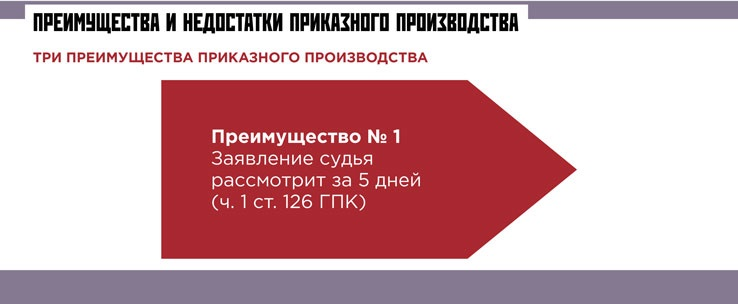 ПРЕИМУЩЕСТВА И НЕДОСТАТКИ ПРИКАЗНОГО ПРОИЗВОДСТВА
ТРИ ПРЕИМУЩЕСТВА ПРИКАЗНОГО ПРОИЗВОДСТВА
Преимущество № 1
Заявление судья
рассмотрит за 5 дней
(ч. 1 ст. 126 ГПК)